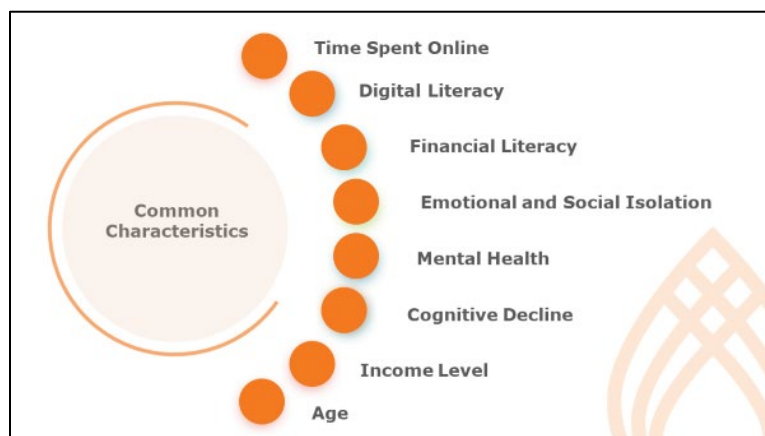 Time Spent Online
Digital Literacy
Financial Literacy
Emotional and Social Isolation
Common
Characteristics
Mental Health
Cognitive Decline
Income Level
Age